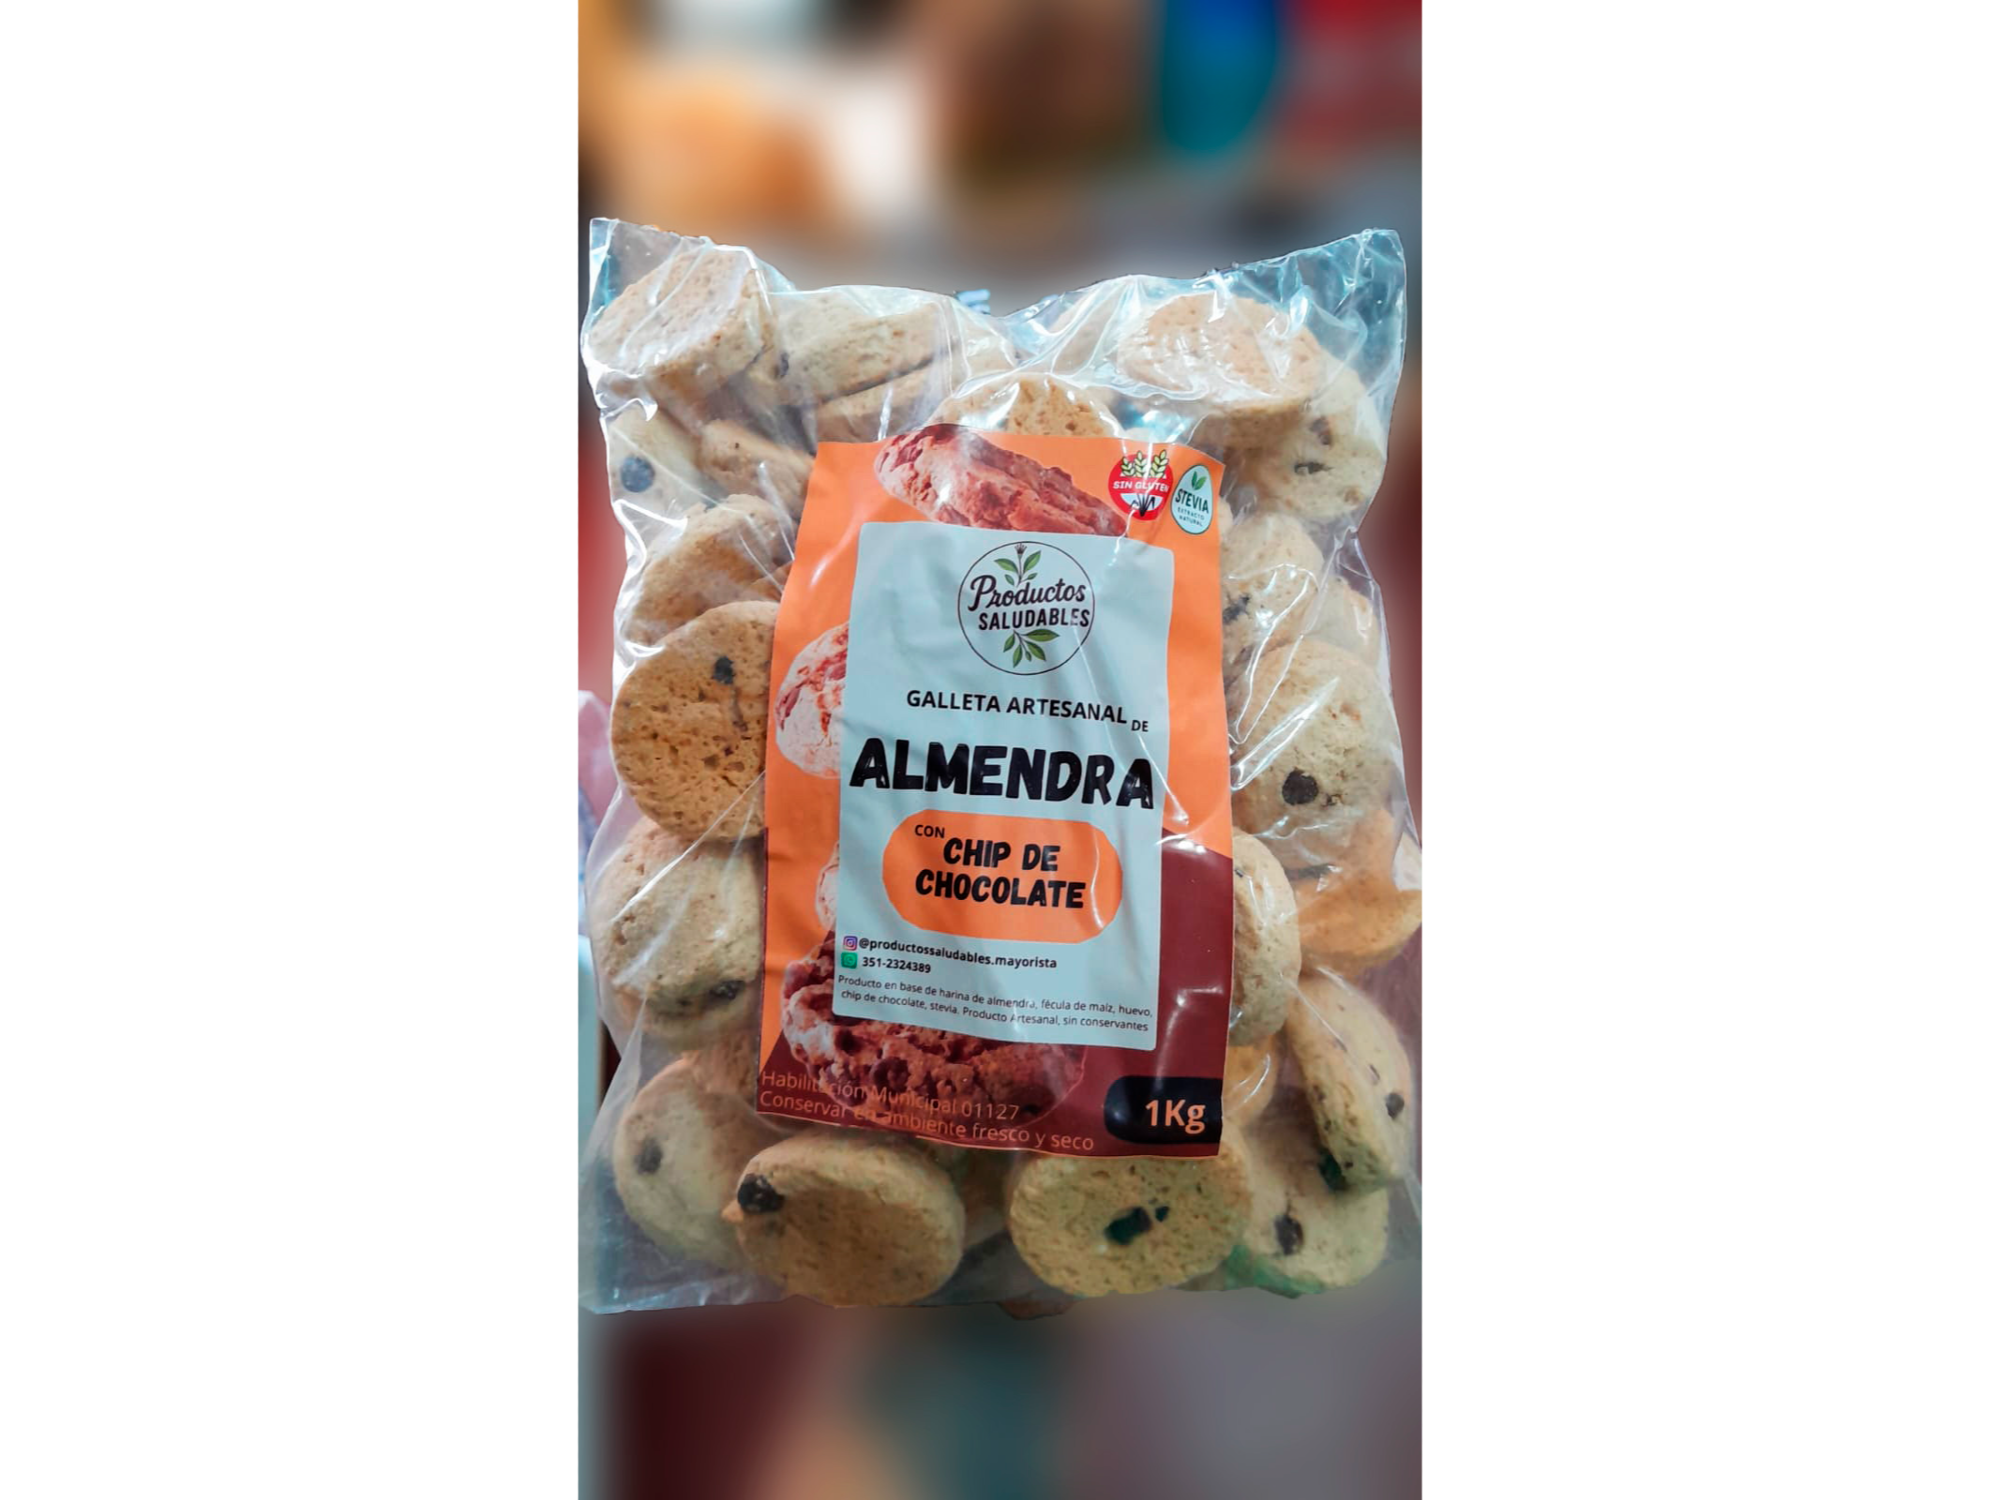 SIN GLUTEN
STEVIA
EXTRACTO
NATURAL
Productos
SALUDABLES
GALLETA ARTESANAL DE
ALMENDRA
CON
CHIP DE
CHOCOLATE
@productossaludables.mayorista
351-2324389
Producto en base de harina de almendra, fécula de maíz, huevo,
chip de chocolate, stevia. Producto Artesanal, sin conservantes
Habilitación Municipal 01127
Conservar en ambiente fresco y seco
1Kg